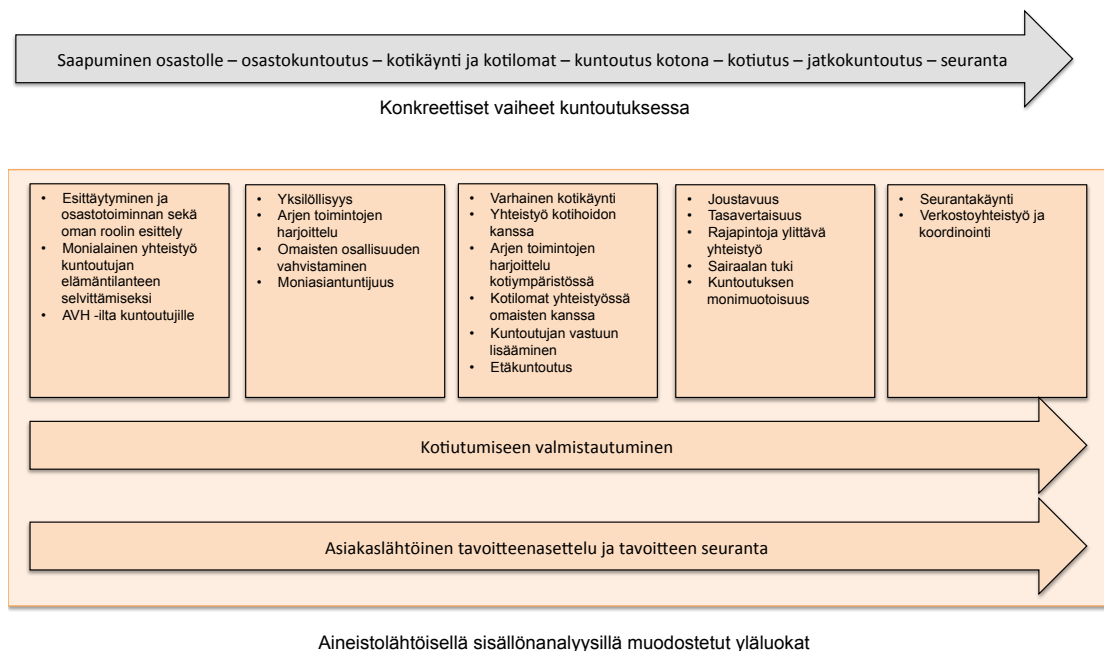 Saapuminen osastolle – osastokuntoutus – kotikäynti ja kotilomat – kuntoutus kotona – kotiutus – jatkokuntoutus – seuranta
Konkreettiset vaiheet kuntoutuksessa
• Esittäytyminen ja
osastotoiminnan sekä
oman roolin esittely
• Monialainen yhteistyö
kuntoutujan
elämäntilanteen
selvittämiseksi
• AVH -ilta kuntoutujille
• Yksilöllisyys
• Arjen toimintojen
harjoittelu
• Omaisten osallisuuden
vahvistaminen
• Moniasiantuntijuus
• Varhainen kotikäynti
• Yhteistyö kotihoidon
kanssa
• Arjen toimintojen
harjoittelu
kotiympäristössä
• Kotilomat yhteistyössä
omaisten kanssa
• Kuntoutujan vastuun
lisääminen
• Etäkuntoutus
• Joustavuus
• Tasavertaisuus
• Rajapintoja ylittävä
yhteistyö
• Sairaalan tuki
• Kuntoutuksen
monimuotoisuus
• Seurantakäynti
• Verkostoyhteistyö ja
koordinointi
Kotiutumiseen valmistautuminen
Asiakaslähtöinen tavoitteenasettelu ja tavoitteen seuranta
Aineistolähtöisellä sisällönanalyysillä muodostetut yläluokat